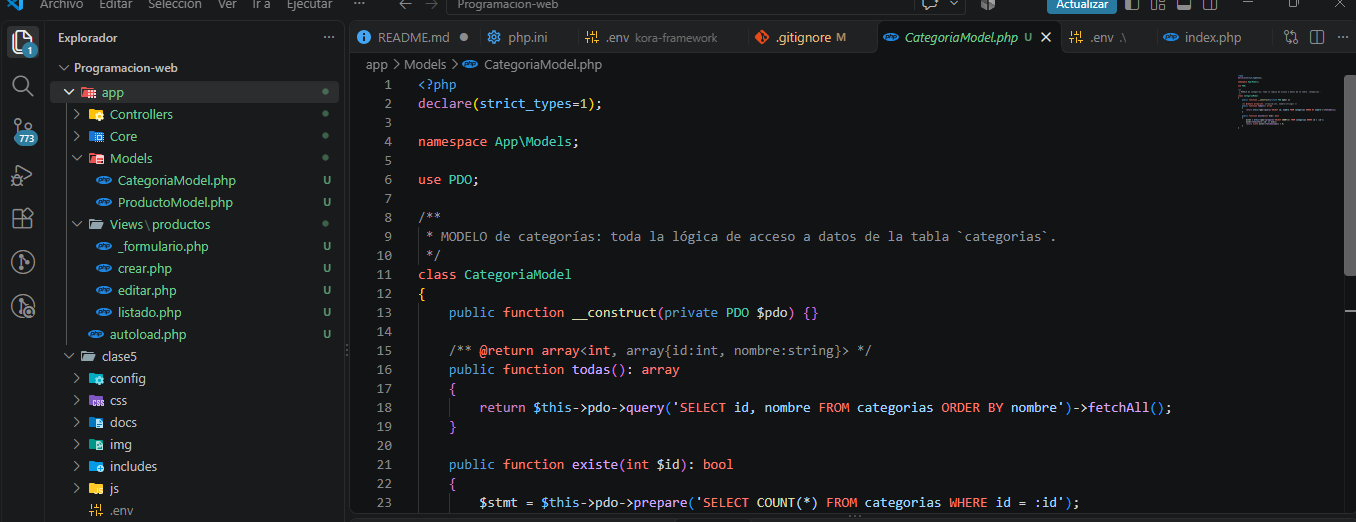 Archivo Editar Selección Ver Ir a Ejecutar ··· Programacion-web Actualizar
Explorador ···
README.md php.ini .env kora-framework .gitignore M CategoriaModel.php U .env .\ index.php ···
1
773
Programacion-web
app
Controllers
Core
Models
CategoriaModel.php U
ProductoModel.php U
Views\productos
_formulario.php U
crear.php U
editar.php U
listado.php U
autoload.php U
clase5
config
css
docs
img
includes
js
.env
app > Models > CategoriaModel.php
1 <?php
2 declare(strict_types=1);
3
4 namespace App\Models;
5
6 use PDO;
7
8 /**
9 * MODELO de categorías: toda la lógica de acceso a datos de la tabla `categorias`.
10 */
11 class CategoriaModel
12 {
13 public function __construct(private PDO $pdo) {}
14
15 /** @return array<int, array{id:int, nombre:string}> */
16 public function todas(): array
17 {
18 return $this->pdo->query('SELECT id, nombre FROM categorias ORDER BY nombre')->fetchAll();
19 }
20
21 public function existe(int $id): bool
22 {
23 $stmt = $this->pdo->prepare('SELECT COUNT(*) FROM categorias WHERE id = :id');